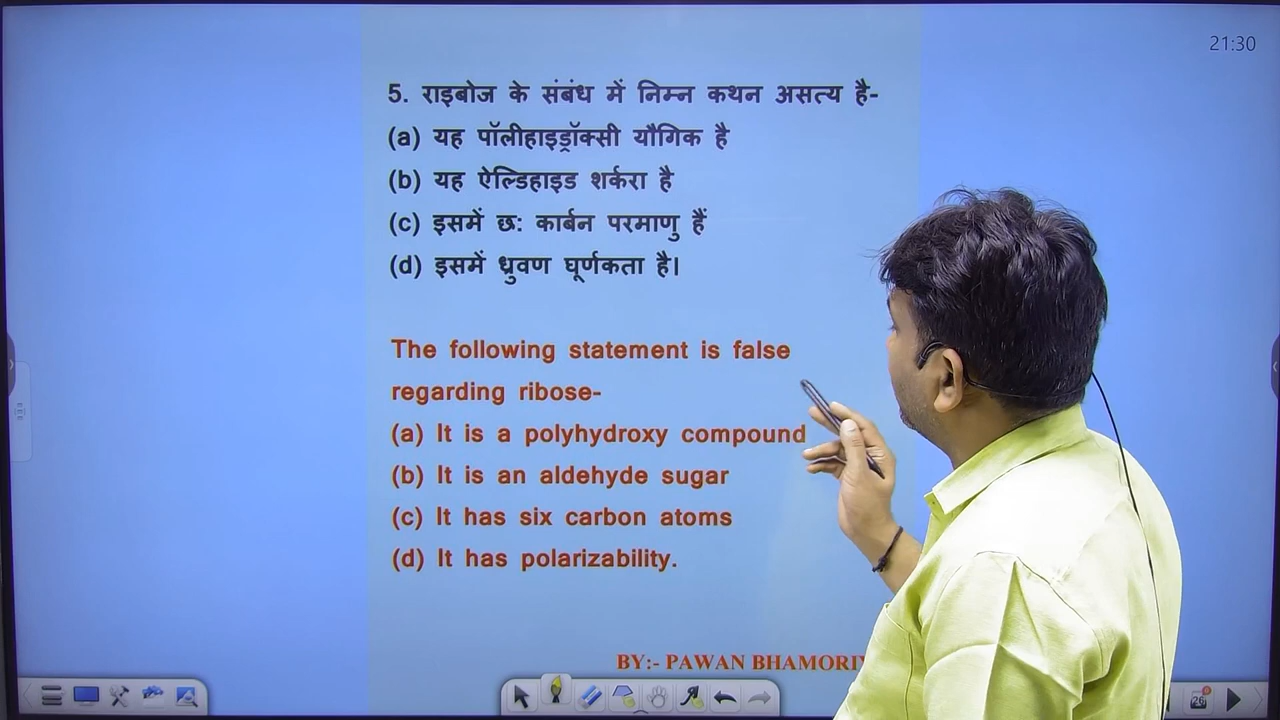 21:30
5. राइबोज के संबंध में निम्न कथन असत्य है-
(a) यह पॉलीहाइड्रॉक्सी यौगिक है
(b) यह ऐल्डिहाइड शर्करा है
(c) इसमें छ: कार्बन परमाणु हैं
(d) इसमें ध्रुवण घूर्णकता है।
The following statement is false
regarding ribose-
(a) It is a polyhydroxy compound
(b) It is an aldehyde sugar
(c) It has six carbon atoms
(d) It has polarizability.
BY:- PAWAN
26